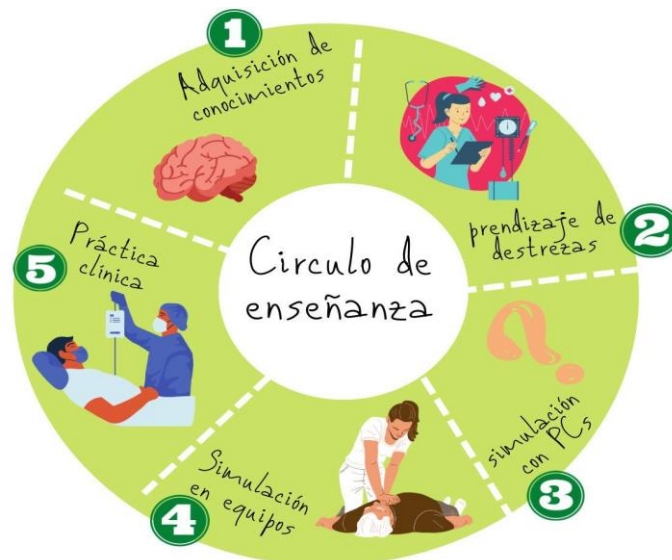 Circulo de
enseñanza
1
Adquisición de
conocimientos
2
prendizaje de
destrezas
3
simulación
con PCs
4
Simulación
en equipos
5
Práctica
clínica